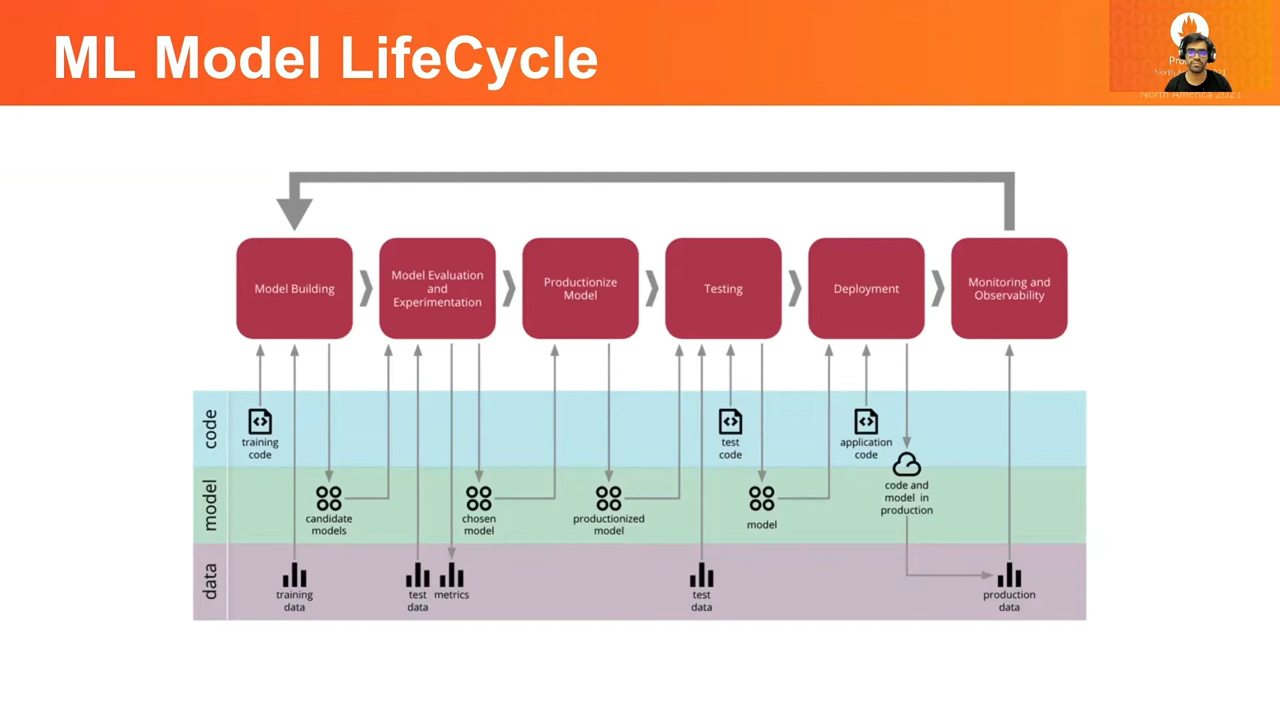 ML Model LifeCycle
North America 2021
Model Building
Model Evaluation
and
Experimentation
Productionize
Model
Testing
Deployment
Monitoring and
Observability
code
training
code
test
code
application
code
model
candidate
models
chosen
model
productionized
model
model
code and
model in
production
data
training
data
test
data
metrics
test
data
production
data